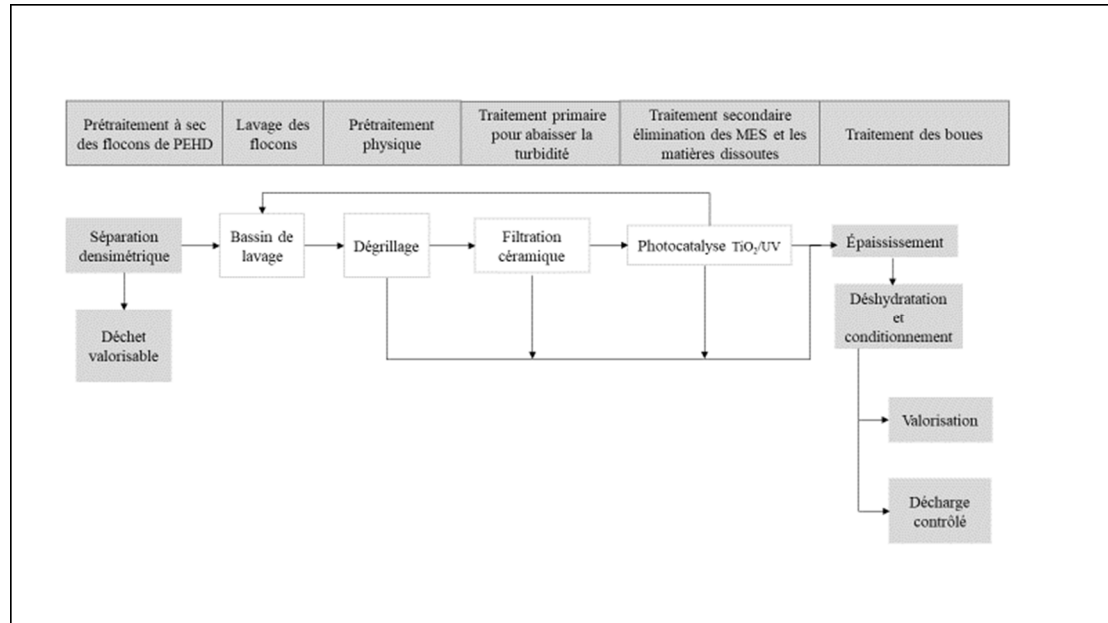 Prétraitement à sec
des flocons de PEHD
Lavage des
flocons
Prétraitement
physique
Traitement primaire
pour abaisser la
turbidité
Traitement secondaire
élimination des MES et les
matières dissoutes
Traitement des boues
Séparation
densimétrique
Bassin de
lavage
Dégrillage
Filtration
céramique
Photocatalyse TiO₂/UV
Épaississement
Déchet
valorisable
Déshydratation
et
conditionnement
Valorisation
Décharge
contrôlé